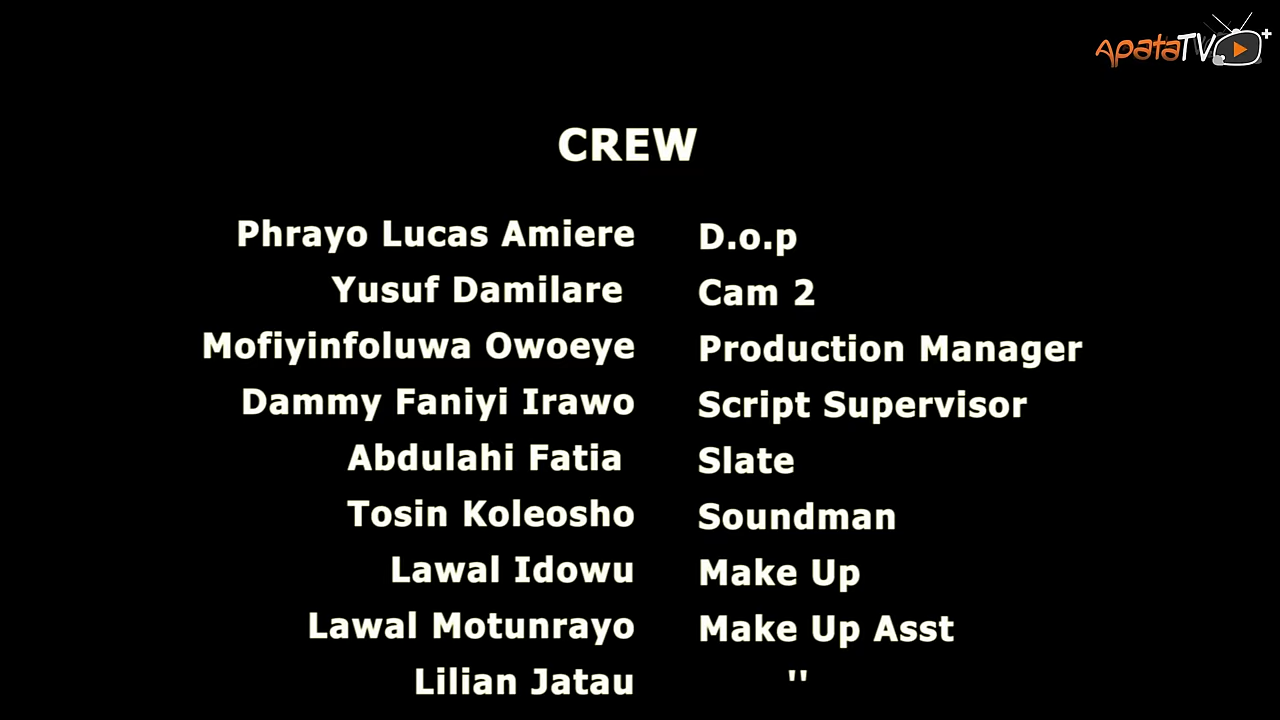 ApataTV+
CREW
Phrayo Lucas Amiere D.o.p
Yusuf Damilare Cam 2
Mofiyinfoluwa Owoeye Production Manager
Dammy Faniyi Irawo Script Supervisor
Abdulahi Fatia Slate
Tosin Koleosho Soundman
Lawal Idowu Make Up
Lawal Motunrayo Make Up Asst
Lilian Jatau "